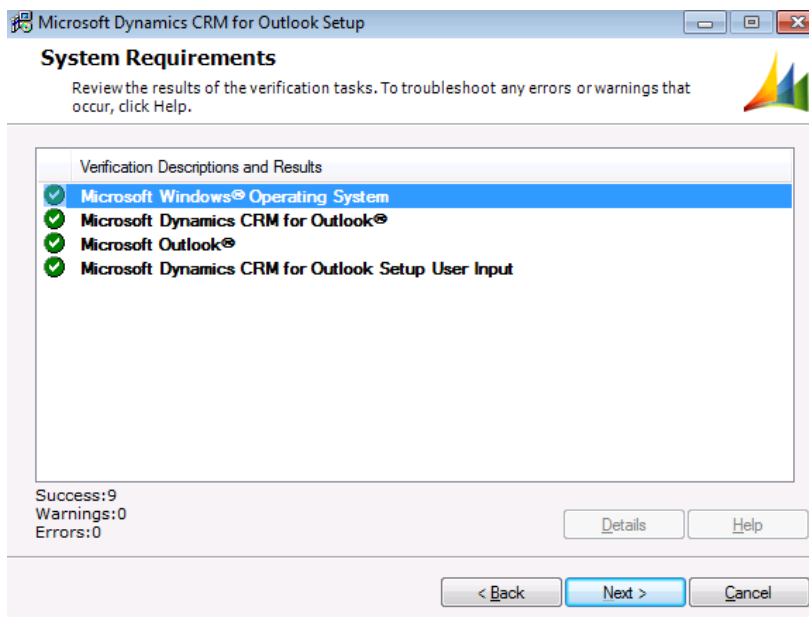 Microsoft Dynamics CRM for Outlook Setup
System Requirements
Review the results of the verification tasks. To troubleshoot any errors or warnings that
occur, click Help.
Verification Descriptions and Results
Microsoft Windows® Operating System
Microsoft Dynamics CRM for Outlook®
Microsoft Outlook®
Microsoft Dynamics CRM for Outlook Setup User Input
Success:9
Warnings:0
Errors:0
Details
Help
< Back
Next >
Cancel